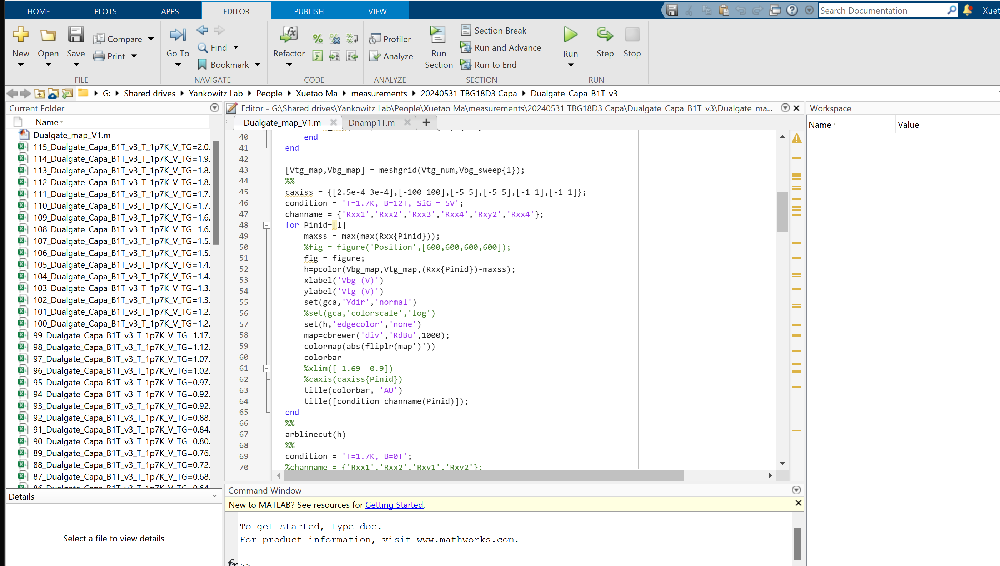 HOME PLOTS APPS EDITOR PUBLISH VIEW Search Documentation
New Open Save Compare Print Go To Find Bookmark Refactor Profiler Analyze Run Section Section Break Run and Advance Run to End Run Step Stop
FILE NAVIGATE CODE ANALYZE SECTION RUN
G: Shared drives Yankowitz Lab People Xuetao Ma measurements 20240531 TBG18D3 Capa Dualgate_Capa_B1T_v3
Current Folder
Name
Dualgate_map_V1.m
115_Dualgate_Capa_B1T_v3_T_1p7K_V_TG=2.0.
114_Dualgate_Capa_B1T_v3_T_1p7K_V_TG=1.9.
113_Dualgate_Capa_B1T_v3_T_1p7K_V_TG=1.8.
112_Dualgate_Capa_B1T_v3_T_1p7K_V_TG=1.8.
111_Dualgate_Capa_B1T_v3_T_1p7K_V_TG=1.7.
110_Dualgate_Capa_B1T_v3_T_1p7K_V_TG=1.7.
109_Dualgate_Capa_B1T_v3_T_1p7K_V_TG=1.6.
108_Dualgate_Capa_B1T_v3_T_1p7K_V_TG=1.6.
107_Dualgate_Capa_B1T_v3_T_1p7K_V_TG=1.5.
106_Dualgate_Capa_B1T_v3_T_1p7K_V_TG=1.5.
105_Dualgate_Capa_B1T_v3_T_1p7K_V_TG=1.4.
104_Dualgate_Capa_B1T_v3_T_1p7K_V_TG=1.4.
103_Dualgate_Capa_B1T_v3_T_1p7K_V_TG=1.3.
102_Dualgate_Capa_B1T_v3_T_1p7K_V_TG=1.3.
101_Dualgate_Capa_B1T_v3_T_1p7K_V_TG=1.2.
100_Dualgate_Capa_B1T_v3_T_1p7K_V_TG=1.2.
99_Dualgate_Capa_B1T_v3_T_1p7K_V_TG=1.17.
98_Dualgate_Capa_B1T_v3_T_1p7K_V_TG=1.12.
97_Dualgate_Capa_B1T_v3_T_1p7K_V_TG=1.07.
96_Dualgate_Capa_B1T_v3_T_1p7K_V_TG=1.02.
95_Dualgate_Capa_B1T_v3_T_1p7K_V_TG=0.97.
94_Dualgate_Capa_B1T_v3_T_1p7K_V_TG=0.92.
93_Dualgate_Capa_B1T_v3_T_1p7K_V_TG=0.92.
92_Dualgate_Capa_B1T_v3_T_1p7K_V_TG=0.88.
91_Dualgate_Capa_B1T_v3_T_1p7K_V_TG=0.84.
90_Dualgate_Capa_B1T_v3_T_1p7K_V_TG=0.80.
89_Dualgate_Capa_B1T_v3_T_1p7K_V_TG=0.76.
88_Dualgate_Capa_B1T_v3_T_1p7K_V_TG=0.72.
87_Dualgate_Capa_B1T_v3_T_1p7K_V_TG=0.68.
Details
Select a file to view details
Editor - G:\Shared drives\Yankowitz Lab\People\Xuetao Ma\measurements\20240531 TBG18D3 Capa\Dualgate_Capa_B1T_v3\Dualgate_ma...
Dualgate_map_V1.m Dnamp1T.m
40 end
41 end
42
43 [Vtg_map,Vbg_map] = meshgrid(Vtg_num,Vbg_sweep{1});
44 %%
45 caxiss = {[2.5e-4 3e-4],[-100 100],[-5 5],[-5 5],[-1 1],[-1 1]};
46 condition = 'T=1.7K, B=12T, SiG = 5V';
47 channame = {'Rxx1','Rxx2','Rxx3','Rxx4','Rxy2','Rxx4'};
48 for Pinid=[1]
49 maxss = max(max(Rxx{Pinid}));
50 %fig = figure('Position',[600,600,600,600]);
51 fig = figure;
52 h=pcolor(Vbg_map,Vtg_map,(Rxx{Pinid})-maxss);
53 xlabel('Vbg (V)')
54 ylabel('Vtg (V)')
55 set(gca,'Ydir','normal')
56 %set(gca,'colorscale','log')
57 set(h,'edgecolor','none')
58 map=cbrewer('div','RdBu',1000);
59 colormap(abs(fliplr(map')'))
60 colorbar
61 %xlim([-1.69 -0.9])
62 %caxis(caxiss{Pinid})
63 title(colorbar, 'AU')
64 title([condition channame(Pinid)]);
65 end
66 %%
67 arblinecut(h)
68 %%
69 condition = 'T=1.7K, B=0T';
70 %channame = {'Rxx1','Rxx2','Rxy1','Rxy2'};
Command Window
New to MATLAB? See resources for Getting Started.
To get started, type doc.
For product information, visit www.mathworks.com.
fx >>
Workspace
Name Value